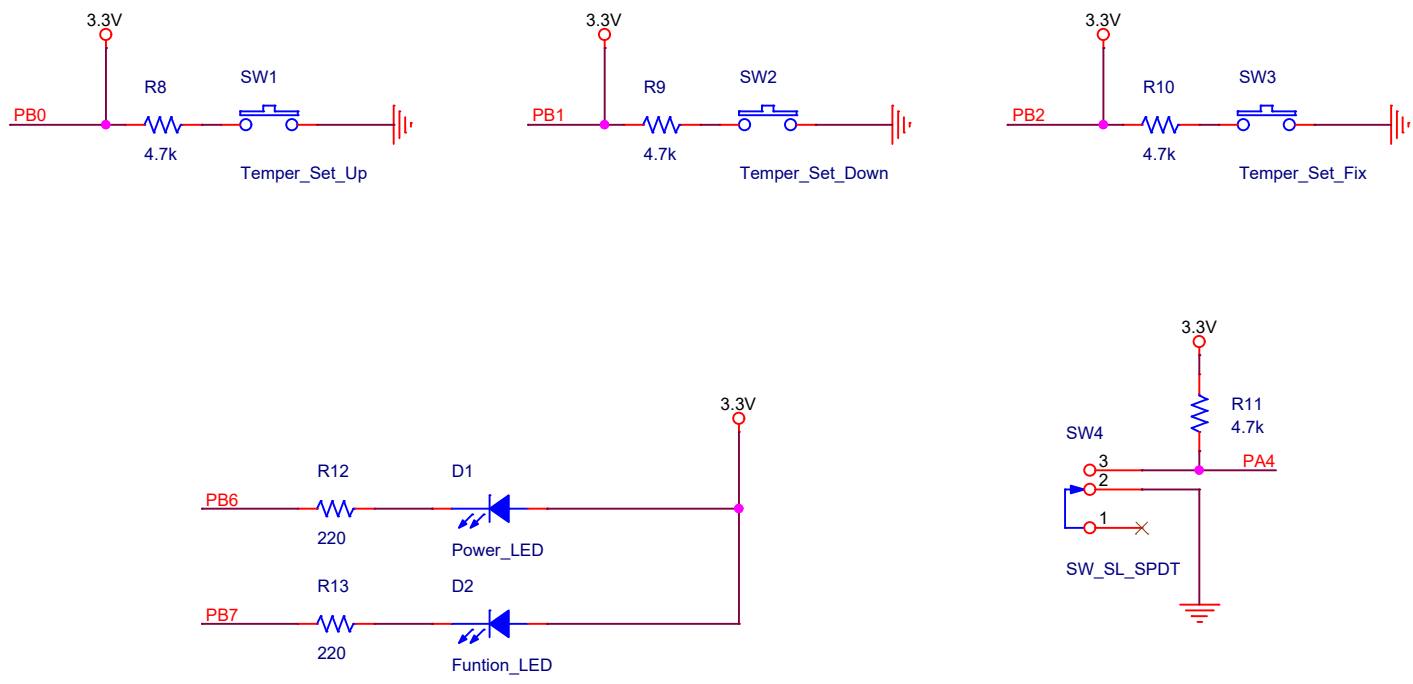 3.3V
R8
SW1
PB0
4.7k
Temper_Set_Up
3.3V
R9
SW2
PB1
4.7k
Temper_Set_Down
3.3V
R10
SW3
PB2
4.7k
Temper_Set_Fix
3.3V
R12
D1
PB6
220
Power_LED
R13
D2
PB7
220
Funtion_LED
3.3V
R11
4.7k
SW4
3
PA4
2
1
SW_SL_SPDT